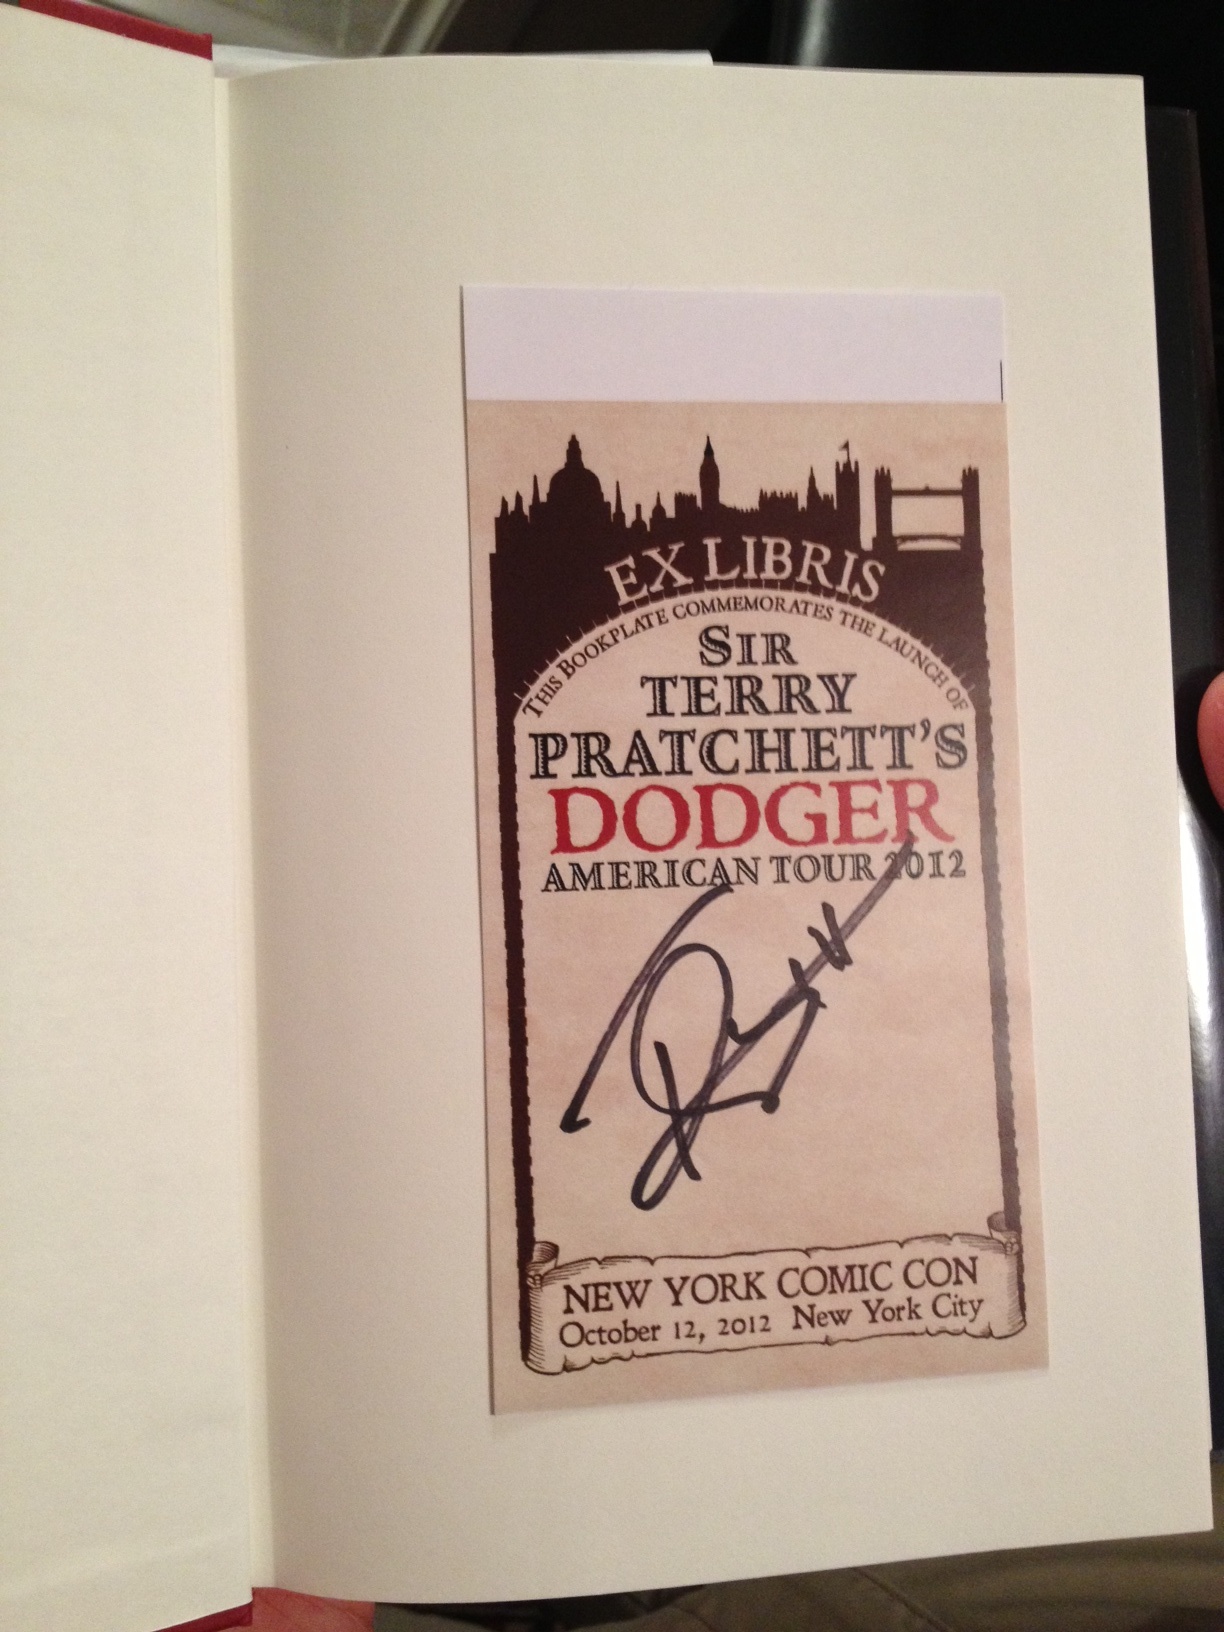 EX LIBRIS
THIS BOOKPLATE COMMEMORATES THE LAUNCH OF
SIR
TERRY
PRATCHETT'S
DODGER
AMERICAN TOUR 2012
NEW YORK COMIC CON
October 12, 2012 New York City